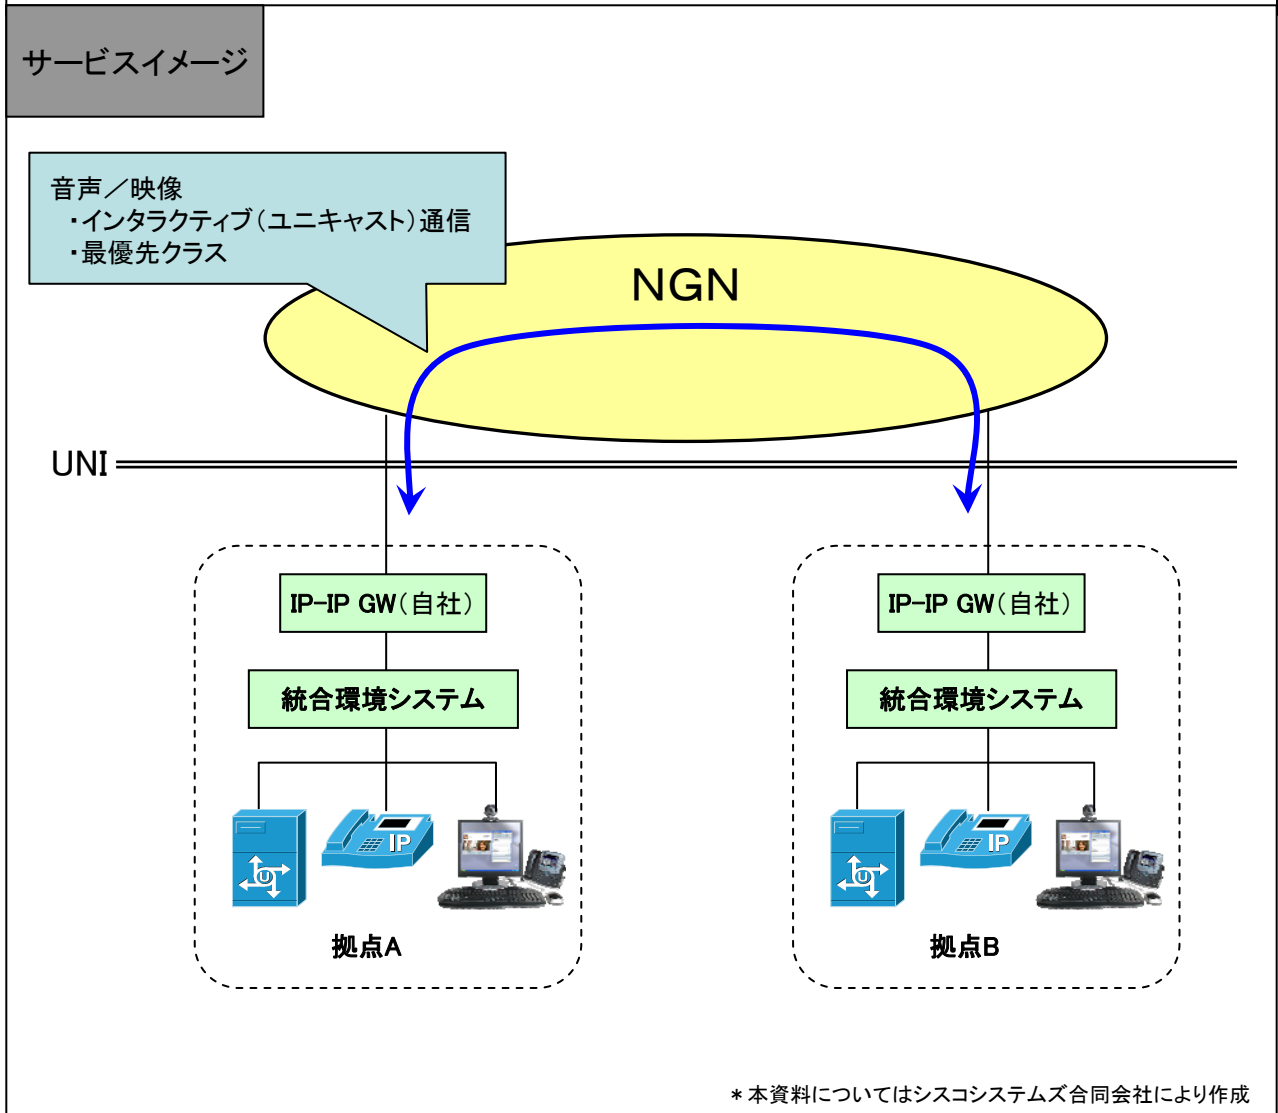 サービスイメージ
音声／映像
・インタラクティブ（ユニキャスト）通信
・最優先クラス
NGN
UNI
IP-IP GW（自社）
IP-IP GW（自社）
統合環境システム
統合環境システム
IP
IP
U
U
拠点A
拠点B
＊本資料についてはシスコシステムズ合同会社により作成